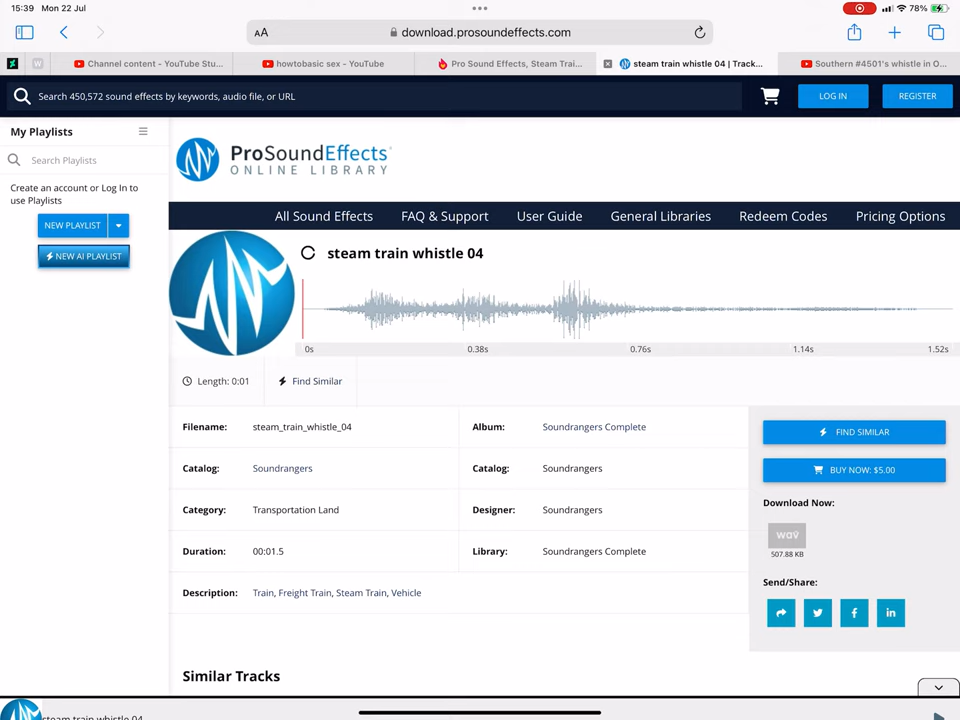 15:39 Mon 22 Jul
78%
AA download.prosoundeffects.com
W Channel content - YouTube Stu... howtobasic sex - YouTube Pro Sound Effects, Steam Trai... steam train whistle 04 | Track... Southern #4501's whistle in O...
Search 450,572 sound effects by keywords, audio file, or URL
LOG IN
REGISTER
My Playlists
Search Playlists
Create an account or Log In to
use Playlists
NEW PLAYLIST
NEW AI PLAYLIST
ProSoundEffects
ONLINE LIBRARY
All Sound Effects FAQ & Support User Guide General Libraries Redeem Codes Pricing Options
steam train whistle 04
0s 0.38s 0.76s 1.14s 1.52s
Length: 0:01
Find Similar
Filename: steam_train_whistle_04
Album: Soundrangers Complete
Catalog: Soundrangers
Catalog: Soundrangers
Category: Transportation Land
Designer: Soundrangers
Duration: 00:01.5
Library: Soundrangers Complete
Description: Train, Freight Train, Steam Train, Vehicle
FIND SIMILAR
BUY NOW: $5.00
Download Now:
wav
507.88 KB
Send/Share:
Similar Tracks
steam train whistle 04